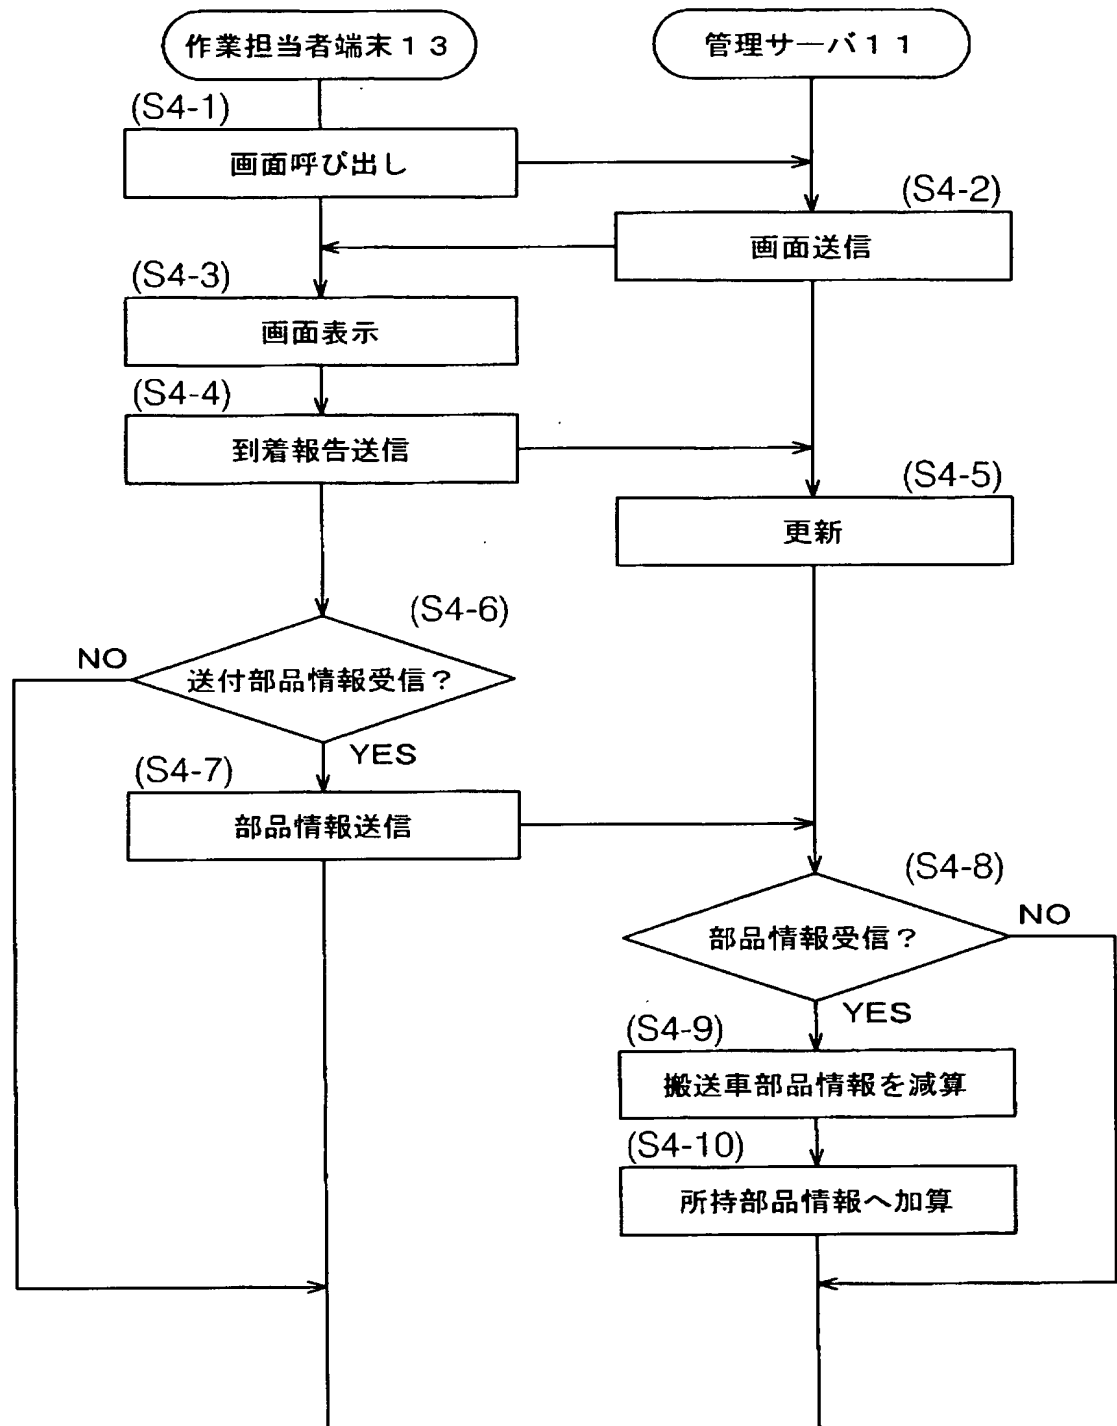 作業担当者端末１３
管理サーバ１１
(S4-1)
画面呼び出し
(S4-2)
画面送信
(S4-3)
画面表示
(S4-4)
到着報告送信
(S4-5)
更新
(S4-6)
NO
送付部品情報受信？
YES
(S4-7)
部品情報送信
(S4-8)
NO
部品情報受信？
YES
(S4-9)
搬送車部品情報を減算
(S4-10)
所持部品情報へ加算